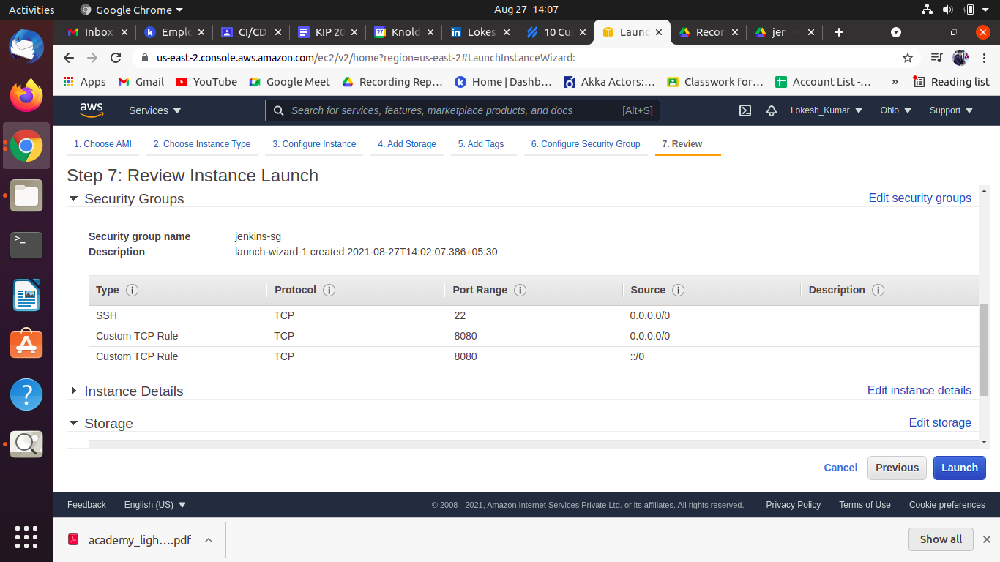 Activities Google Chrome Aug 27 14:07
Inbox Emplo CI/CD KIP 20 Knold Lokes 10 Cus Launc Recor jen
us-east-2.console.aws.amazon.com/ec2/v2/home?region=us-east-2#LaunchInstanceWizard:
Apps Gmail YouTube Google Meet Recording Rep… Home | Dashb… Akka Actors:… Classwork for… Account List -… » Reading list
aws Services Search for services, features, marketplace products, and docs [Alt+S] Lokesh_Kumar Ohio Support
1. Choose AMI 2. Choose Instance Type 3. Configure Instance 4. Add Storage 5. Add Tags 6. Configure Security Group 7. Review
Step 7: Review Instance Launch
Security Groups Edit security groups
Security group name jenkins-sg
Description launch-wizard-1 created 2021-08-27T14:02:07.386+05:30
Type i Protocol i Port Range i Source i Description i
SSH TCP 22 0.0.0.0/0
Custom TCP Rule TCP 8080 0.0.0.0/0
Custom TCP Rule TCP 8080 ::/0
Instance Details Edit instance details
Storage Edit storage
Cancel Previous Launch
Feedback English (US) © 2008 - 2021, Amazon Internet Services Private Ltd. or its affiliates. All rights reserved. Privacy Policy Terms of Use Cookie preferences
academy_ligh….pdf Show all